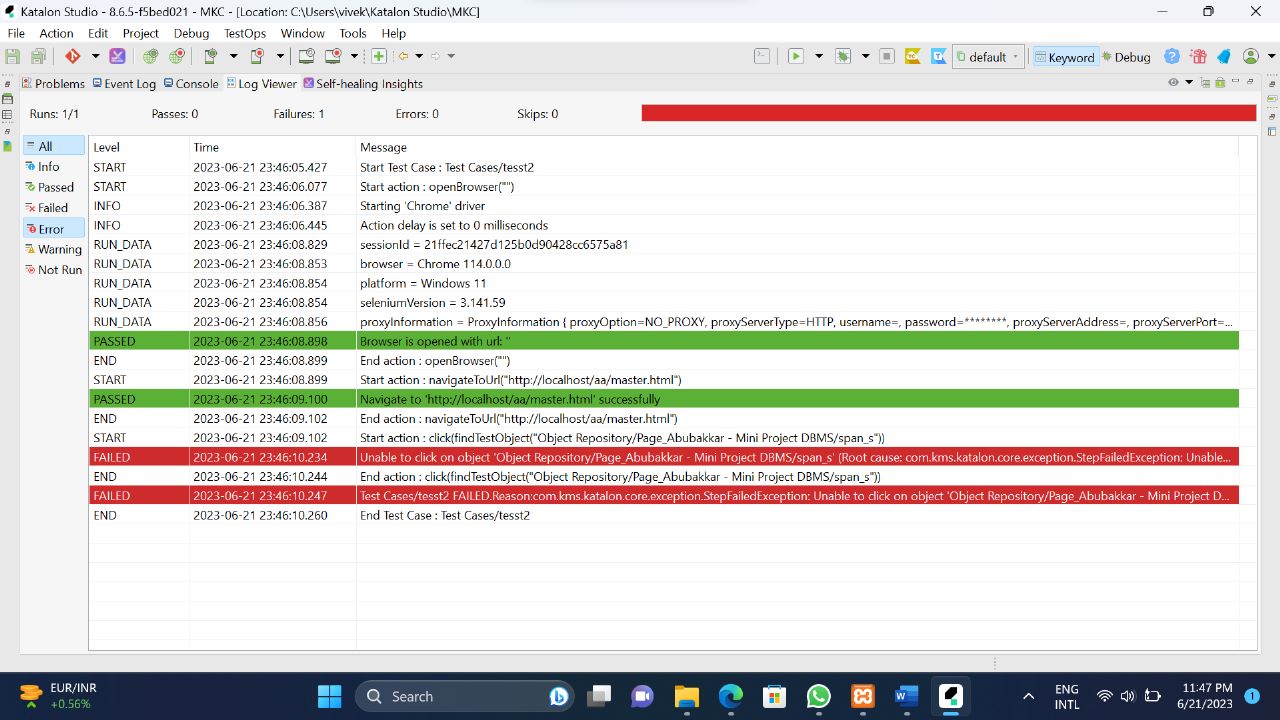 Katalon Studio - 8.6.5-f5bed021 - MKC - [Location: C:\Users\vivek\Katalon Studio\MKC]
File Action Edit Project Debug TestOps Window Tools Help
default Keyword Debug
Problems Event Log Console Log Viewer Self-healing Insights
Runs: 1/1 Passes: 0 Failures: 1 Errors: 0 Skips: 0
All
Info
Passed
Failed
Error
Warning
Not Run
Level Time Message
START 2023-06-21 23:46:05.427 Start Test Case : Test Cases/tesst2
START 2023-06-21 23:46:06.077 Start action : openBrowser("")
INFO 2023-06-21 23:46:06.387 Starting 'Chrome' driver
INFO 2023-06-21 23:46:06.445 Action delay is set to 0 milliseconds
RUN_DATA 2023-06-21 23:46:08.829 sessionId = 21ffec21427d125b0d90428cc6575a81
RUN_DATA 2023-06-21 23:46:08.853 browser = Chrome 114.0.0.0
RUN_DATA 2023-06-21 23:46:08.854 platform = Windows 11
RUN_DATA 2023-06-21 23:46:08.854 seleniumVersion = 3.141.59
RUN_DATA 2023-06-21 23:46:08.856 proxyInformation = ProxyInformation { proxyOption=NO_PROXY, proxyServerType=HTTP, username=, password=********, proxyServerAddress=, proxyServerPort=...
PASSED 2023-06-21 23:46:08.898 Browser is opened with url: ''
END 2023-06-21 23:46:08.899 End action : openBrowser("")
START 2023-06-21 23:46:08.899 Start action : navigateToUrl("http://localhost/aa/master.html")
PASSED 2023-06-21 23:46:09.100 Navigate to 'http://localhost/aa/master.html' successfully
END 2023-06-21 23:46:09.102 End action : navigateToUrl("http://localhost/aa/master.html")
START 2023-06-21 23:46:09.102 Start action : click(findTestObject("Object Repository/Page_Abubakkar - Mini Project DBMS/span_s"))
FAILED 2023-06-21 23:46:10.234 Unable to click on object 'Object Repository/Page_Abubakkar - Mini Project DBMS/span_s' (Root cause: com.kms.katalon.core.exception.StepFailedException: Unable...
END 2023-06-21 23:46:10.244 End action : click(findTestObject("Object Repository/Page_Abubakkar - Mini Project DBMS/span_s"))
FAILED 2023-06-21 23:46:10.247 Test Cases/tesst2 FAILED.Reason:com.kms.katalon.core.exception.StepFailedException: Unable to click on object 'Object Repository/Page_Abubakkar - Mini Project D...
END 2023-06-21 23:46:10.260 End Test Case : Test Cases/tesst2
EUR/INR
+0.56%
Search
ENG
INTL
11:47 PM
6/21/2023
1